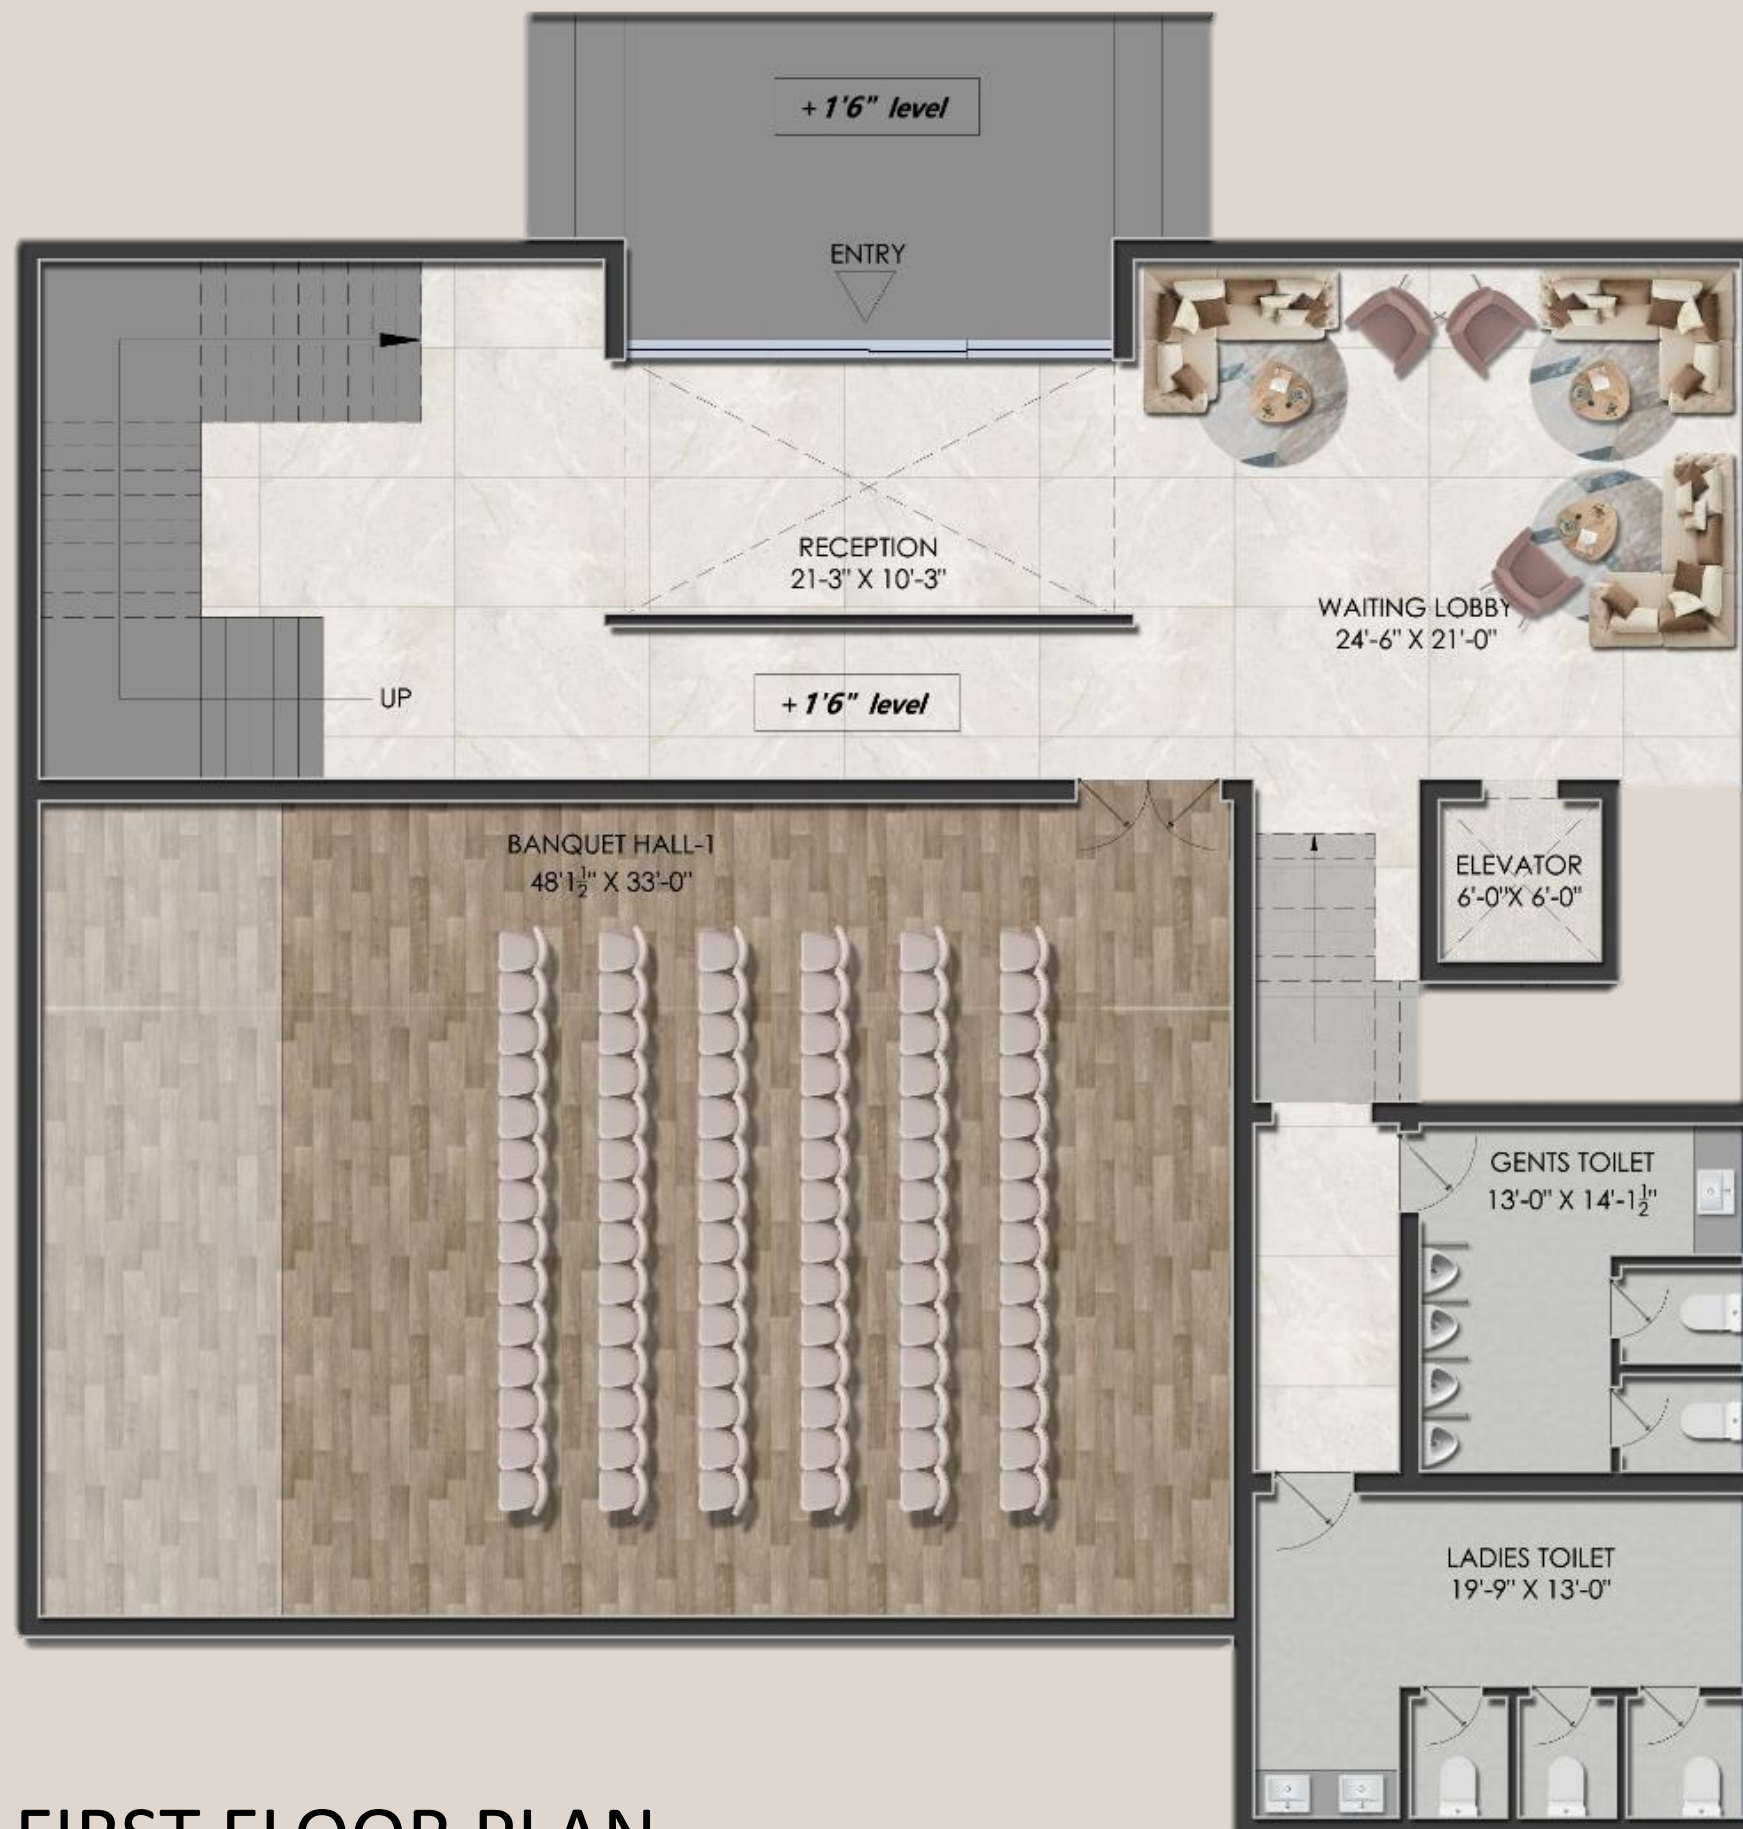 + 1'6" level
ENTRY
RECEPTION
21-3" X 10'-3"
WAITING LOBBY
24'-6" X 21'-0"
UP
+ 1'6" level
BANQUET HALL-1
48'1½" X 33'-0"
ELEVATOR
6'-0"X 6'-0"
GENTS TOILET
13'-0" X 14'-1½"
LADIES TOILET
19'-9" X 13'-0"
FIRST FLOOR PLAN